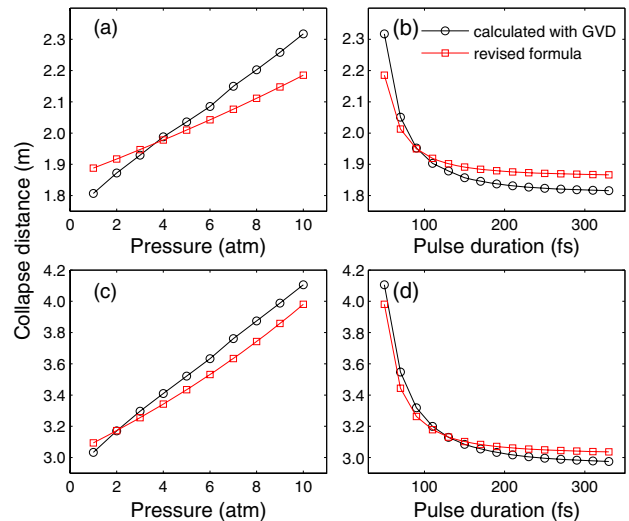 (a)
2.3
2.2
2.1
2.0
1.9
1.8
0 2 4 6 8 10
Pressure (atm)
(b)
calculated with GVD
revised formula
2.3
2.2
2.1
2.0
1.9
1.8
100 200 300
Pulse duration (fs)
Collapse distance (m)
(c)
4.2
4.0
3.8
3.6
3.4
3.2
3.0
0 2 4 6 8 10
Pressure (atm)
(d)
4.2
4.0
3.8
3.6
3.4
3.2
3.0
100 200 300
Pulse duration (fs)